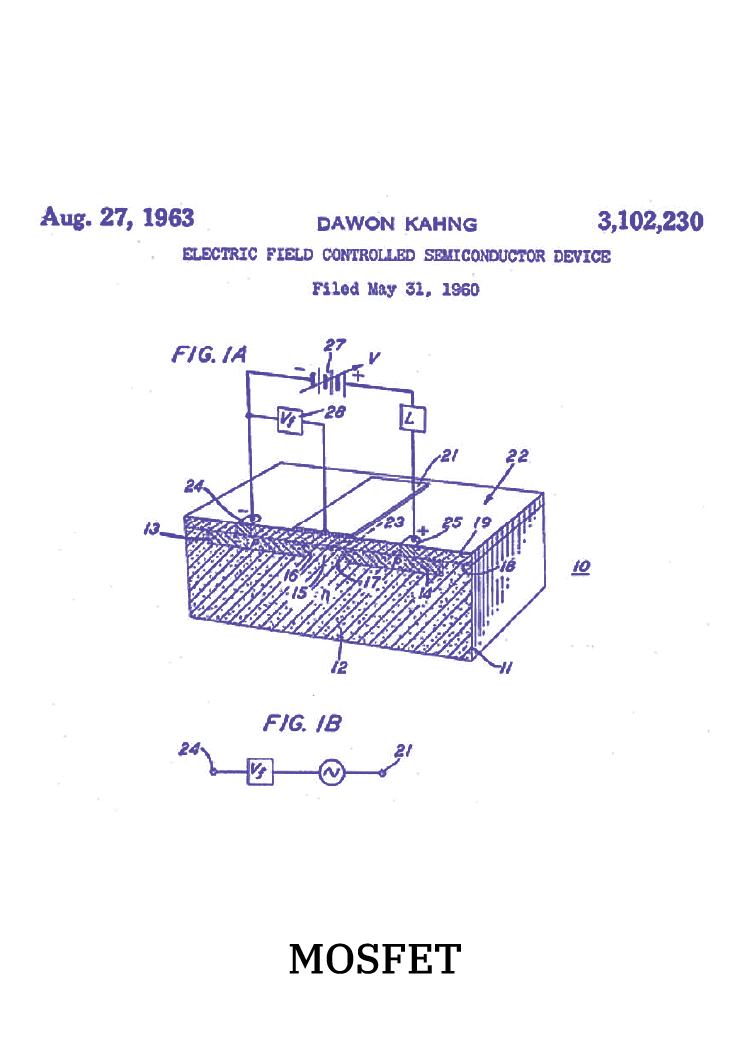 Aug. 27, 1963
DAWON KAHNG
3,102,230
ELECTRIC FIELD CONTROLLED SEMICONDUCTOR DEVICE
Filed May 31, 1960
FIG. 1A
27
V
-
+
Vf
28
L
21
22
24
-
23
+
25
19
13
P
P
16
17
18
10
15
n
14
12
11
FIG. 1B
24
Vf
21
MOSFET